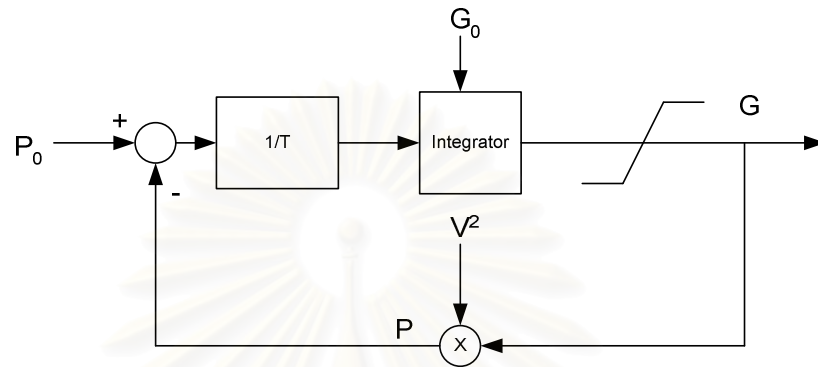 G₀
G
+
P₀
1/T
Integrator
-
V²
P
X